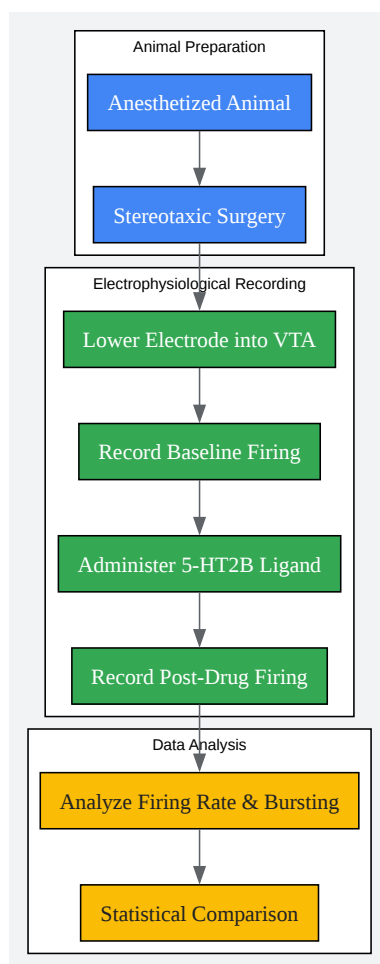 Animal Preparation
Anesthetized Animal
Stereotaxic Surgery
Electrophysiological Recording
Lower Electrode into VTA
Record Baseline Firing
Administer 5-HT2B Ligand
Record Post-Drug Firing
Data Analysis
Analyze Firing Rate & Bursting
Statistical Comparison